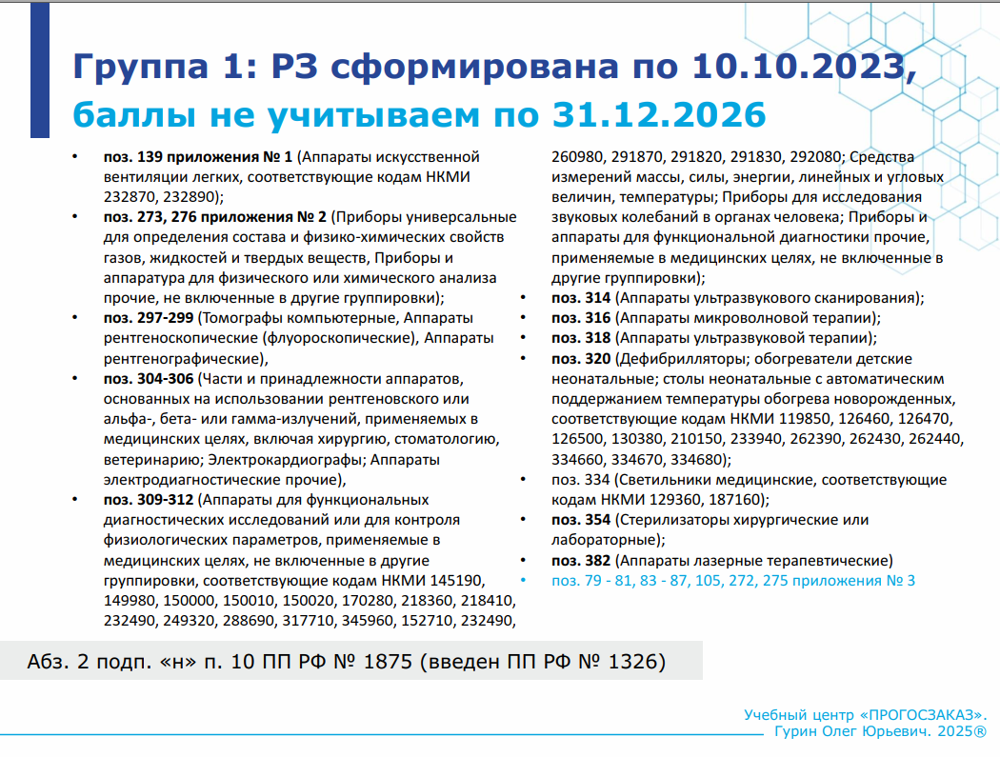 Группа 1: РЗ сформирована по 10.10.2023,
баллы не учитываем по 31.12.2026
• поз. 139 приложения № 1 (Аппараты искусственной
вентиляции легких, соответствующие кодам НКМИ
232870, 232890);
• поз. 273, 276 приложения № 2 (Приборы универсальные
для определения состава и физико-химических свойств
газов, жидкостей и твердых веществ, Приборы и
аппаратура для физического или химического анализа
прочие, не включенные в другие группировки);
• поз. 297-299 (Томографы компьютерные, Аппараты
рентгеноскопические (флуороскопические), Аппараты
рентгенографические),
• поз. 304-306 (Части и принадлежности аппаратов,
основанных на использовании рентгеновского или
альфа-, бета- или гамма-излучений, применяемых в
медицинских целях, включая хирургию, стоматологию,
ветеринарию; Электрокардиографы; Аппараты
электродиагностические прочие),
• поз. 309-312 (Аппараты для функциональных
диагностических исследований или для контроля
физиологических параметров, применяемые в
медицинских целях, не включенные в другие
группировки, соответствующие кодам НКМИ 145190,
149980, 150000, 150010, 150020, 170280, 218360, 218410,
232490, 249320, 288690, 317710, 345960, 152710, 232490,
260980, 291870, 291820, 291830, 292080; Средства
измерений массы, силы, энергии, линейных и угловых
величин, температуры; Приборы для исследования
звуковых колебаний в органах человека; Приборы и
аппараты для функциональной диагностики прочие,
применяемые в медицинских целях, не включенные в
другие группировки);
• поз. 314 (Аппараты ультразвукового сканирования);
• поз. 316 (Аппараты микроволновой терапии);
• поз. 318 (Аппараты ультразвуковой терапии);
• поз. 320 (Дефибрилляторы; обогреватели детские
неонатальные; столы неонатальные с автоматическим
поддержанием температуры обогрева новорожденных,
соответствующие кодам НКМИ 119850, 126460, 126470,
126500, 130380, 210150, 233940, 262390, 262430, 262440,
334660, 334670, 334680);
• поз. 334 (Светильники медицинские, соответствующие
кодам НКМИ 129360, 187160);
• поз. 354 (Стерилизаторы хирургические или
лабораторные);
• поз. 382 (Аппараты лазерные терапевтические)
• поз. 79 - 81, 83 - 87, 105, 272, 275 приложения № 3
Абз. 2 подп. «н» п. 10 ПП РФ № 1875 (введен ПП РФ № 1326)
Учебный центр «ПРОГОСЗАКАЗ».
Гурин Олег Юрьевич. 2025®